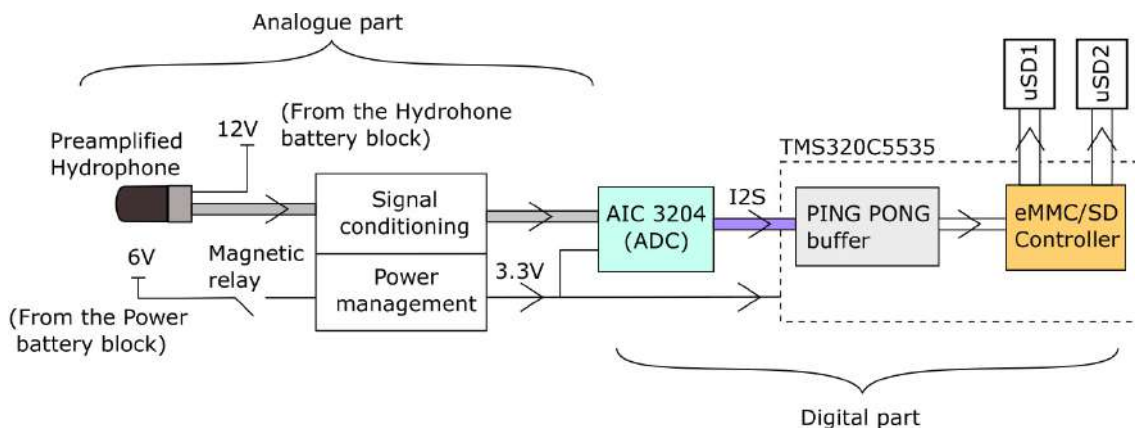 Analogue part
(From the Hydrohone
battery block)
12V
Preamplified
Hydrophone
uSD1
uSD2
TMS320C5535
Signal
conditioning
AIC 3204
(ADC)
I2S
PING PONG
buffer
eMMC/SD
Controller
6V
Magnetic
relay
Power
management
3.3V
(From the Power
battery block)
Digital part